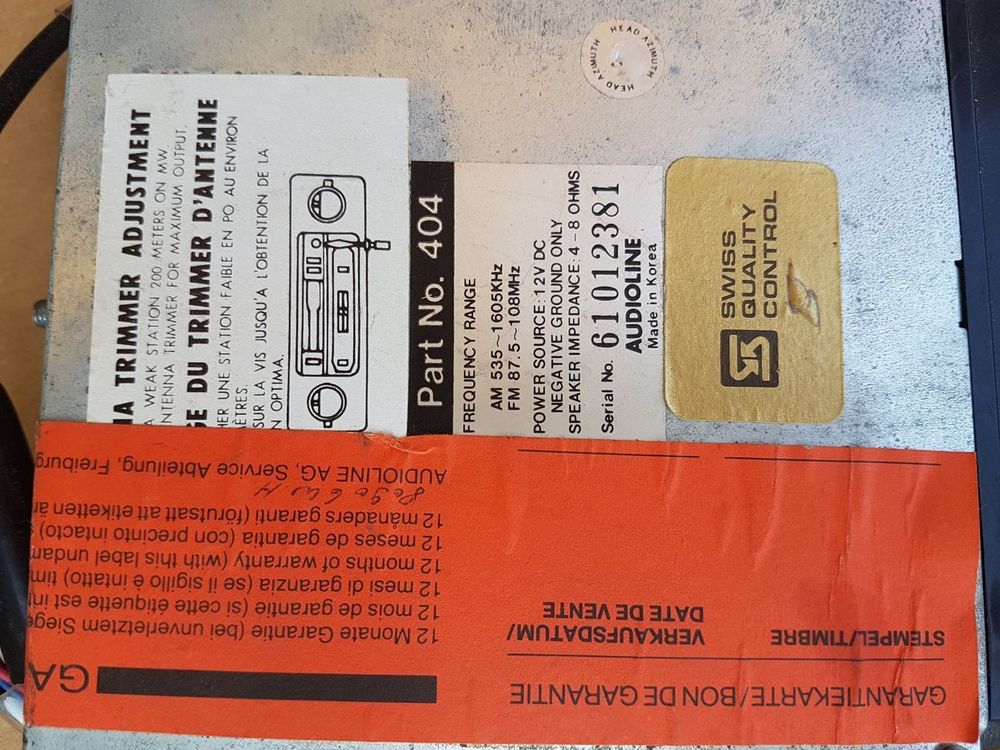 HEAD AZIMUTH HEAD AZIMUTH
NA TRIMMER ADJUSTMENT
A WEAK STATION 200 METERS ON MW
NTENNA TRIMMER FOR MAXIMUM OUTPUT.
GE DU TRIMMER D'ANTENNE
HER UNE STATION FAIBLE EN PO AU ENVIRON
ÈTRES.
SUR LA VIS JUSQU'A L'OBTENTION DE LA
N OPTIMA.
Part No. 404
FREQUENCY RANGE
AM 535~1605KHz
FM 87.5~108MHz
POWER SOURCE: 12V DC
NEGATIVE GROUND ONLY
SPEAKER IMPEDANCE: 4-8 OHMS
Serial No. 61012381
AUDIOLINE
Made in Korea
SWISS
QUALITY
CONTROL
GARANTIEKARTE/BON DE GARANTIE
GA
STEMPEL/TIMBRE
VERKAUFSDATUM/
DATE DE VENTE
12 Monate Garantie (bei unverletztem Siege
12 mois de garantie (si cette étiquette est int
12 mesi di garanzia (se il sigillo è intatto) tim
12 months of warranty (with this label undam
12 meses de garantia (con precinto intacto)
12 månaders garanti (förutsatt att etiketten är
AUDIOLINE AG, Service Abteilung, Freiburg